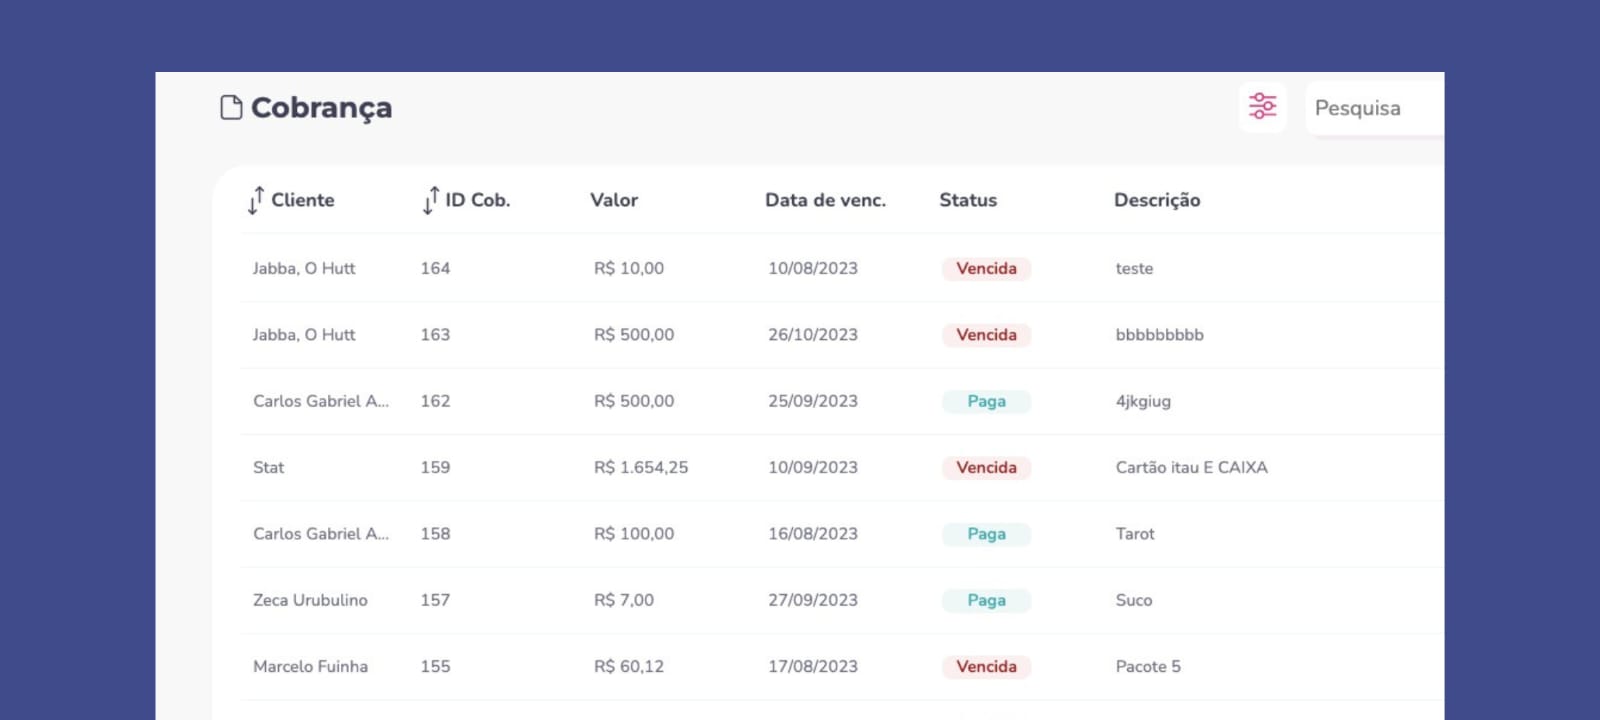 Cobrança
Pesquisa
Cliente ID Cob. Valor Data de venc. Status Descrição
Jabba, O Hutt 164 R$ 10,00 10/08/2023 Vencida teste
Jabba, O Hutt 163 R$ 500,00 26/10/2023 Vencida bbbbbbbbb
Carlos Gabriel A... 162 R$ 500,00 25/09/2023 Paga 4jkgiug
Stat 159 R$ 1.654,25 10/09/2023 Vencida Cartão itau E CAIXA
Carlos Gabriel A... 158 R$ 100,00 16/08/2023 Paga Tarot
Zeca Urubulino 157 R$ 7,00 27/09/2023 Paga Suco
Marcelo Fuinha 155 R$ 60,12 17/08/2023 Vencida Pacote 5